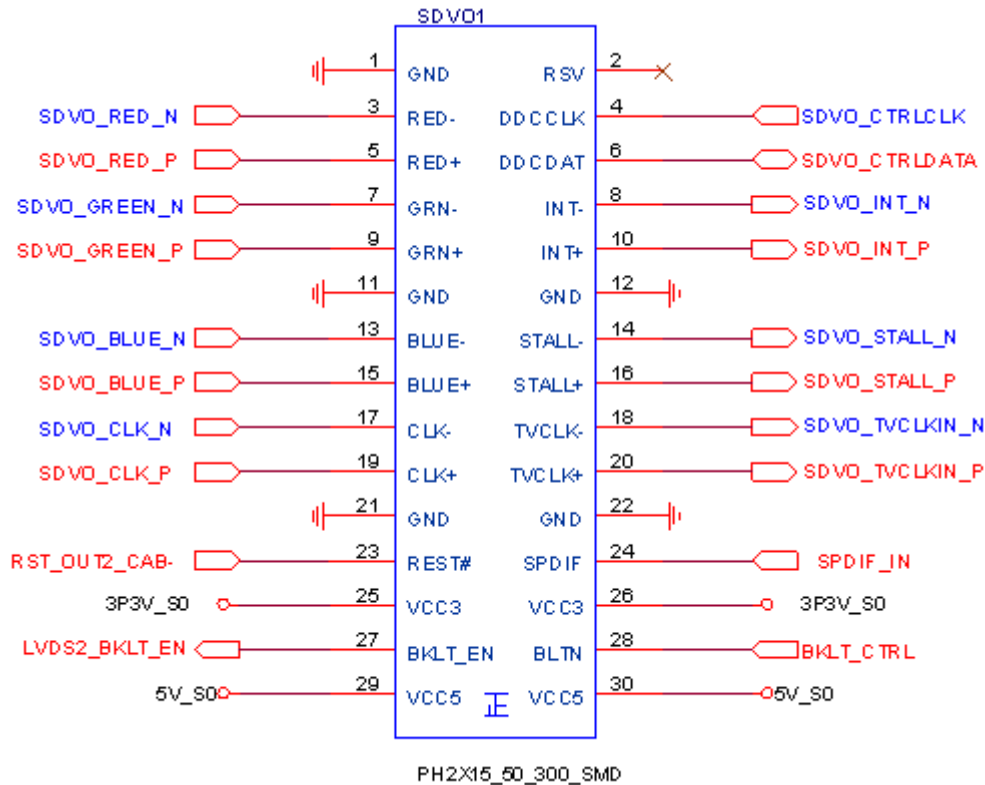 SDVO1
1 GND RSV 2
SDVO_RED_N 3 RED- DDCCLK 4 SDVO_CTRLCLK
SDVO_RED_P 5 RED+ DDCDAT 6 SDVO_CTRLDATA
SDVO_GREEN_N 7 GRN- INT- 8 SDVO_INT_N
SDVO_GREEN_P 9 GRN+ INT+ 10 SDVO_INT_P
11 GND GND 12
SDVO_BLUE_N 13 BLUE- STALL- 14 SDVO_STALL_N
SDVO_BLUE_P 15 BLUE+ STALL+ 16 SDVO_STALL_P
SDVO_CLK_N 17 CLK- TVCLK- 18 SDVO_TVCLKIN_N
SDVO_CLK_P 19 CLK+ TVCLK+ 20 SDVO_TVCLKIN_P
21 GND GND 22
RST_OUT2_CAB- 23 REST# SPDIF 24 SPDIF_IN
3P3V_S0 25 VCC3 VCC3 26 3P3V_S0
LVDS2_BKLT_EN 27 BKLT_EN BLTN 28 BKLT_CTRL
5V_S0 29 VCC5 正 VCC5 30 5V_S0
PH2X15_50_300_SMD